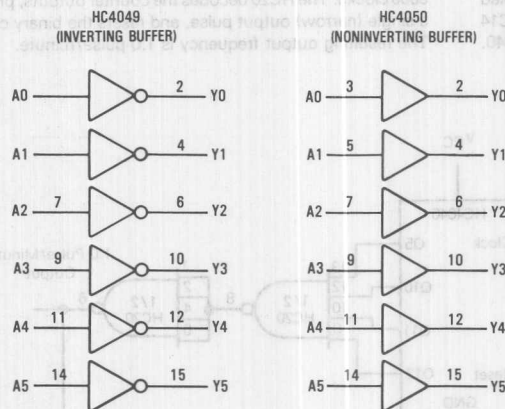 HC4049
(INVERTING BUFFER)
A0 2 Y0
A1 4 Y1
A2 7 6 Y2
A3 9 10 Y3
A4 11 12 Y4
A5 14 15 Y5
HC4050
(NONINVERTING BUFFER)
A0 3 2 Y0
A1 5 4 Y1
A2 7 6 Y2
A3 9 10 Y3
A4 11 12 Y4
A5 14 15 Y5